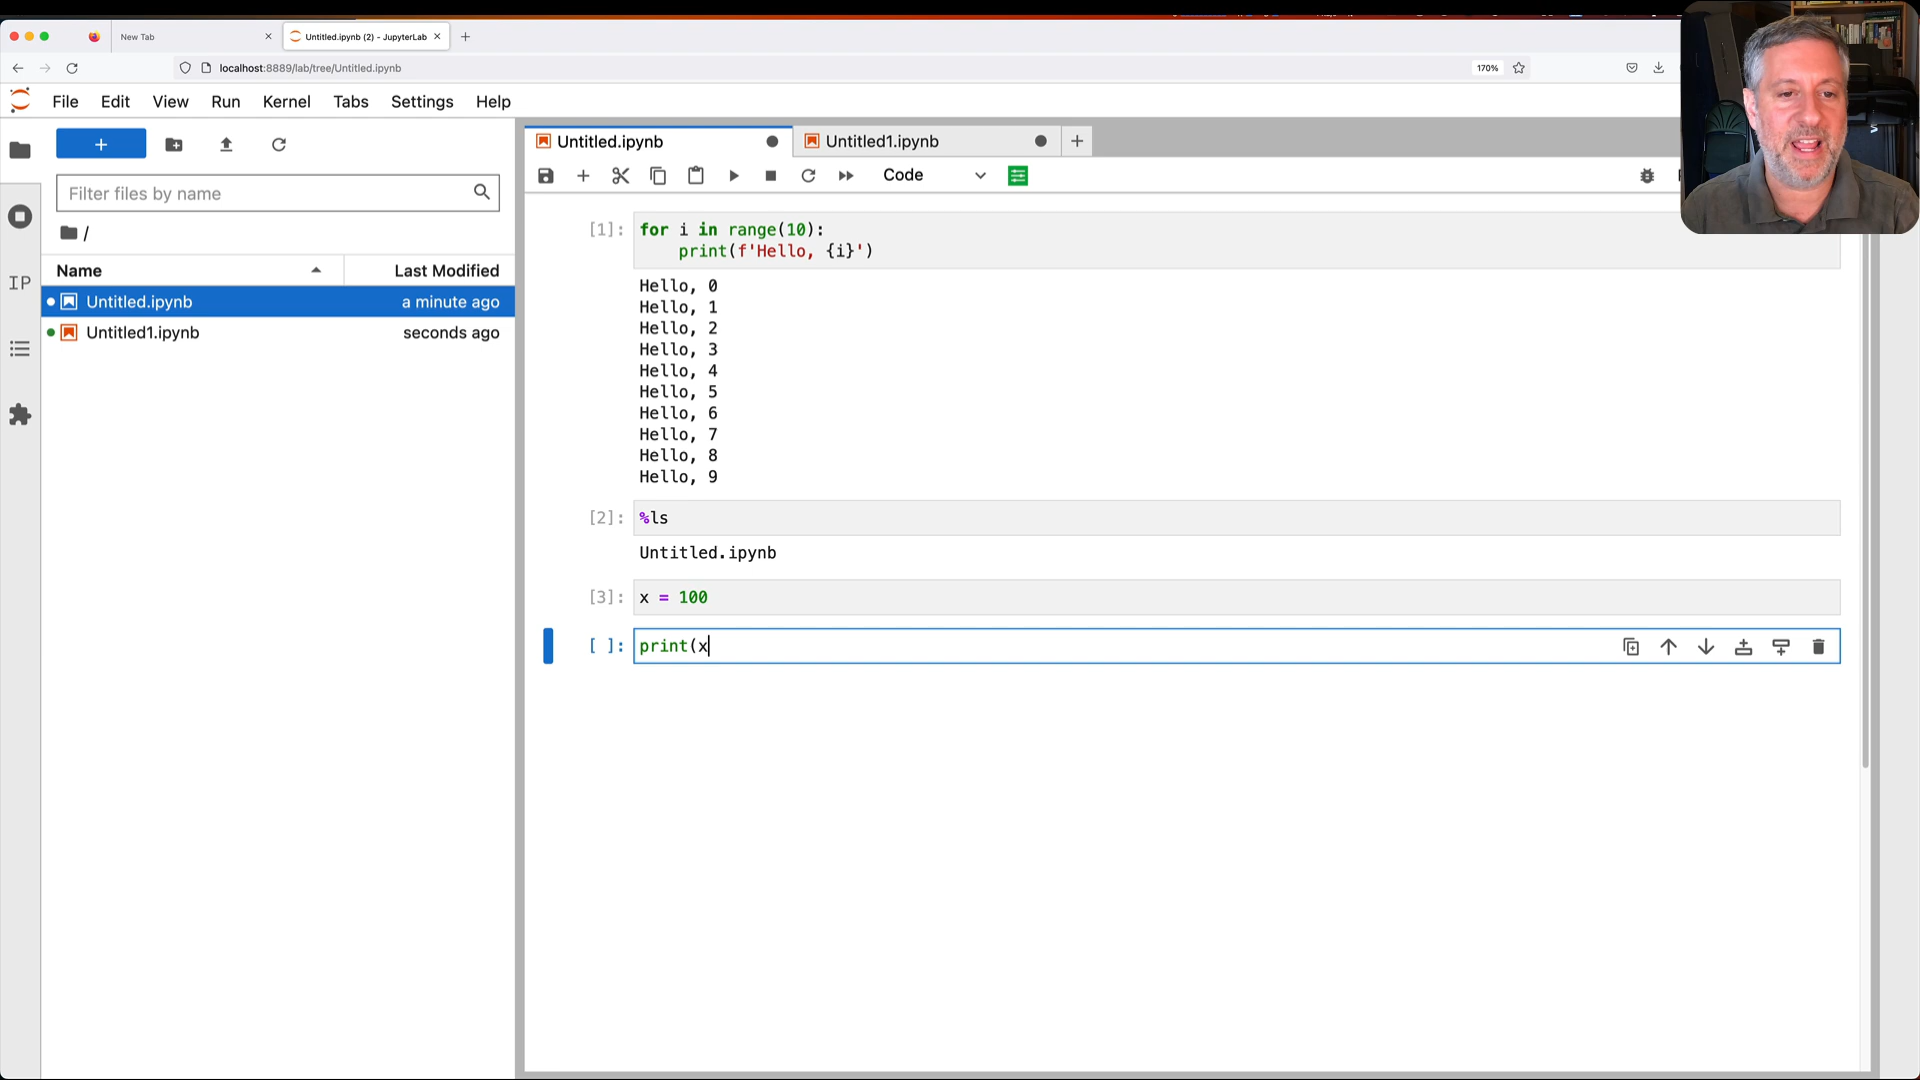 New Tab
Untitled.ipynb (2) - JupyterLab
localhost:8889/lab/tree/Untitled.ipynb
170%
File Edit View Run Kernel Tabs Settings Help
Untitled.ipynb
Untitled1.ipynb
Code
Filter files by name
/
Name Last Modified
Untitled.ipynb a minute ago
Untitled1.ipynb seconds ago
IP
[1]: for i in range(10):
print(f'Hello, {i}')
Hello, 0
Hello, 1
Hello, 2
Hello, 3
Hello, 4
Hello, 5
Hello, 6
Hello, 7
Hello, 8
Hello, 9
[2]: %ls
Untitled.ipynb
[3]: x = 100
[ ]: print(x